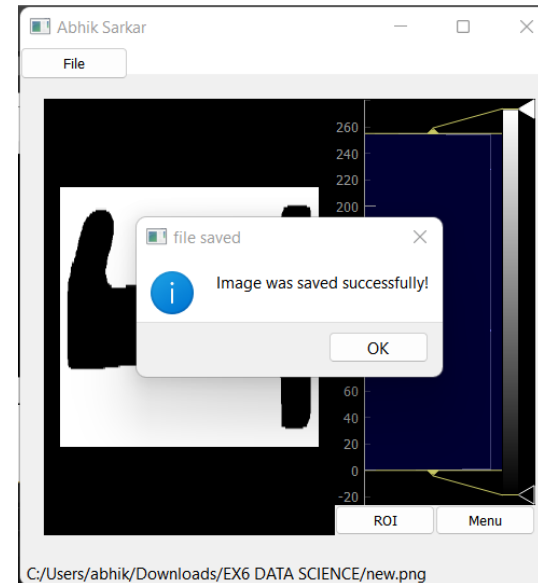 Abhik Sarkar
File
260
240
220
200
file saved
Image was saved successfully!
OK
60
40
20
0
-20
ROI
Menu
C:/Users/abhik/Downloads/EX6 DATA SCIENCE/new.png